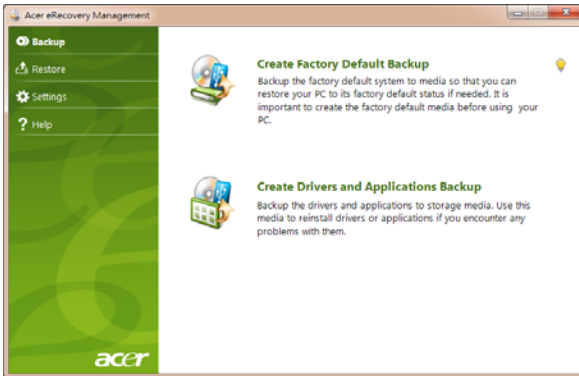 Acer eRecovery Management
Backup
Restore
Settings
Help
Create Factory Default Backup
Backup the factory default system to media so that you can
restore your PC to its factory default status if needed. It is
important to create the factory default media before using your
PC.
Create Drivers and Applications Backup
Backup the drivers and applications to storage media. Use this
media to reinstall drivers or applications if you encounter any
problems with them.
acer